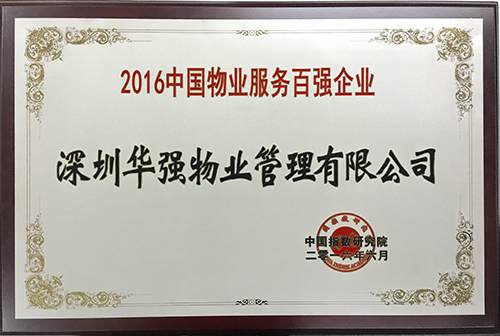 2016中国物业服务百强企业
深圳华强物业管理有限公司
中国指数研究院
二零一六年六月